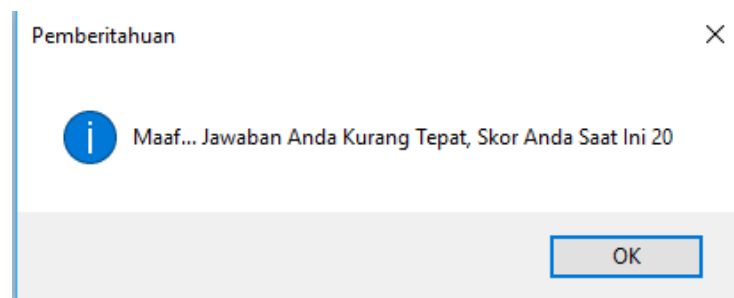 Pemberitahuan
Maaf... Jawaban Anda Kurang Tepat, Skor Anda Saat Ini 20
OK